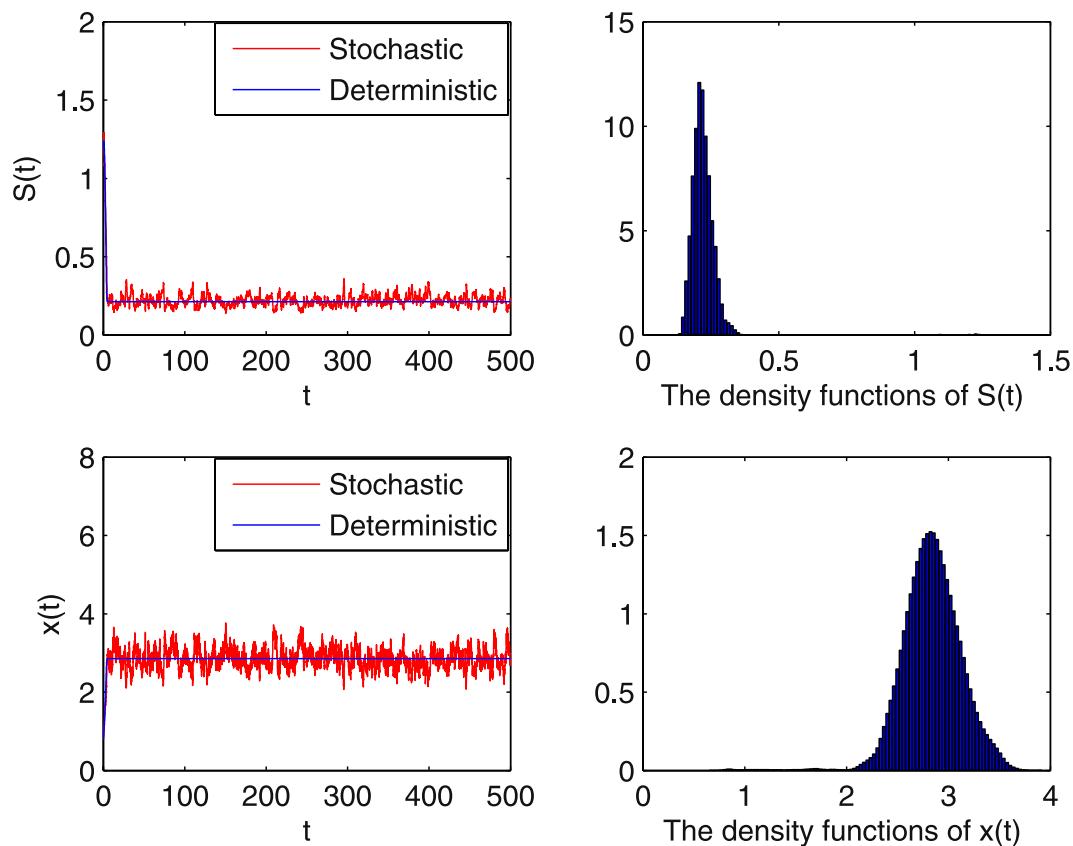 2
1.5
1
0.5
0
S(t)
Stochastic
Deterministic
0 100 200 300 400 500
t
15
10
5
0
0 0.5 1 1.5
The density functions of S(t)
8
6
4
2
0
x(t)
Stochastic
Deterministic
0 100 200 300 400 500
t
2
1.5
1
0.5
0
0 1 2 3 4
The density functions of x(t)